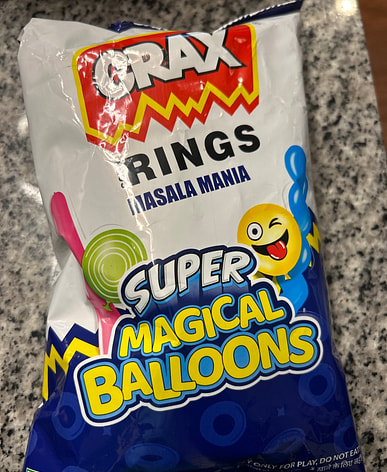 CRAX
RINGS
MASALA MANIA
SUPER
MAGICAL
BALLOONS
ONLY FOR PLAY, DO NOT EAT